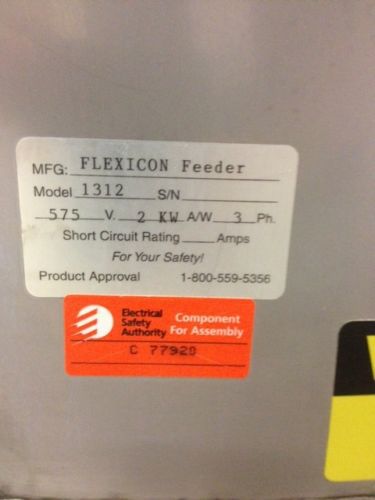 MFG: FLEXICON Feeder
Model 1312 S/N
575 V. 2 KW A/W 3 Ph.
Short Circuit Rating Amps
For Your Safety!
Product Approval 1-800-559-5356
Electrical Safety Authority
Component For Assembly
C 77920